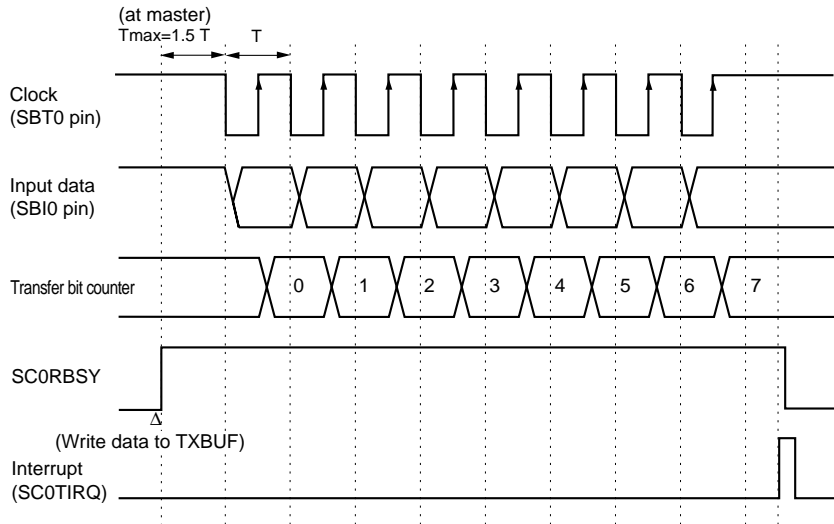 (at master)
Tmax=1.5 T
T
Clock
(SBT0 pin)
Input data
(SBI0 pin)
Transfer bit counter
0 1 2 3 4 5 6 7
SC0RBSY
Δ
(Write data to TXBUF)
Interrupt
(SC0TIRQ)